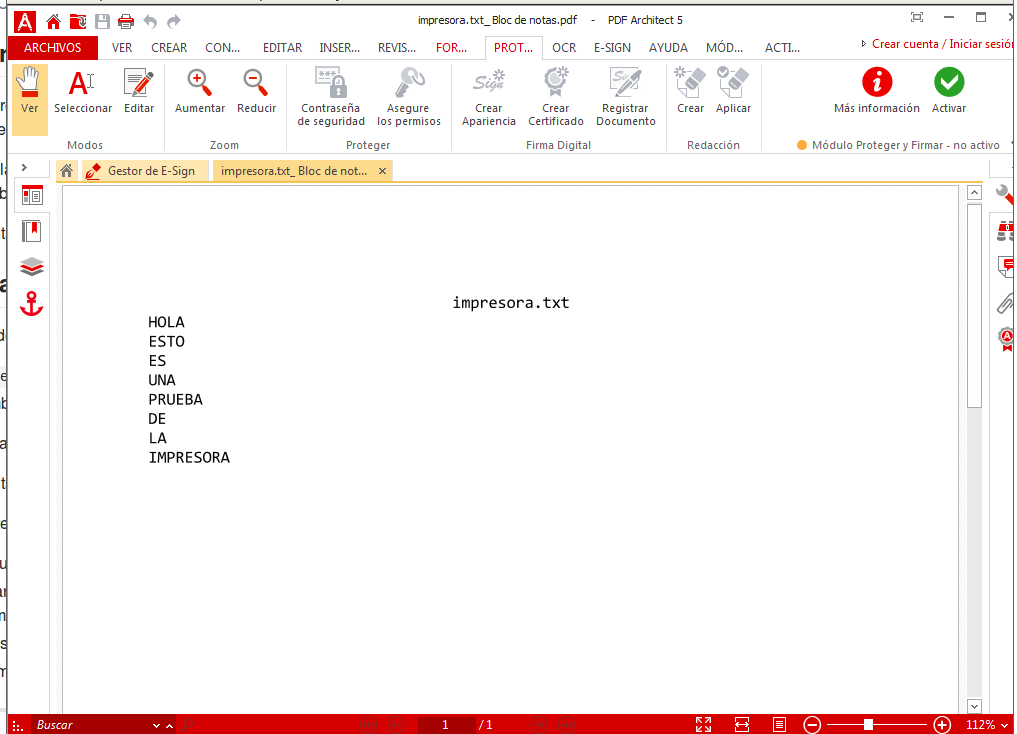 impresora.txt_ Bloc de notas.pdf - PDF Architect 5
ARCHIVOS VER CREAR CON... EDITAR INSER... REVIS... FOR... PROT... OCR E-SIGN AYUDA MÓD... ACTI... Crear cuenta / Iniciar sesión
Ver Seleccionar Editar Aumentar Reducir Contraseña de seguridad Asegure los permisos Crear Apariencia Crear Certificado Registrar Documento Crear Aplicar Más información Activar
Modos Zoom Proteger Firma Digital Redacción Módulo Proteger y Firmar - no activo
Gestor de E-Sign impresora.txt_ Bloc de not...
impresora.txt
HOLA
ESTO
ES
UNA
PRUEBA
DE
LA
IMPRESORA
Buscar 1 / 1 112%